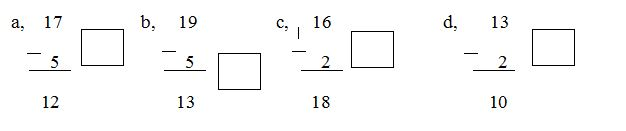 a, 17 b, 19 c, 16 d, 13
— 5 — 5 + 2 — 2
12 13 18 10